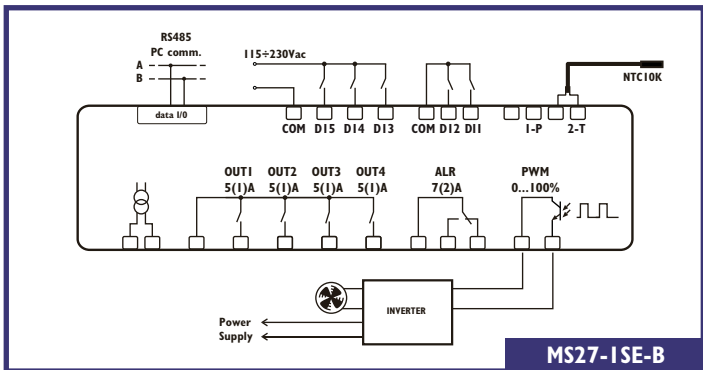 RS485
PC comm.
A
B
115÷230Vac
NTC10K
data I/0
COM DI5 DI4 DI3 COM DI2 DI1 1-P 2-T
OUT1 OUT2 OUT3 OUT4 ALR PWM
5(1)A 5(1)A 5(1)A 5(1)A 7(2)A 0...100%
INVERTER
Power
Supply
MS27-1SE-B